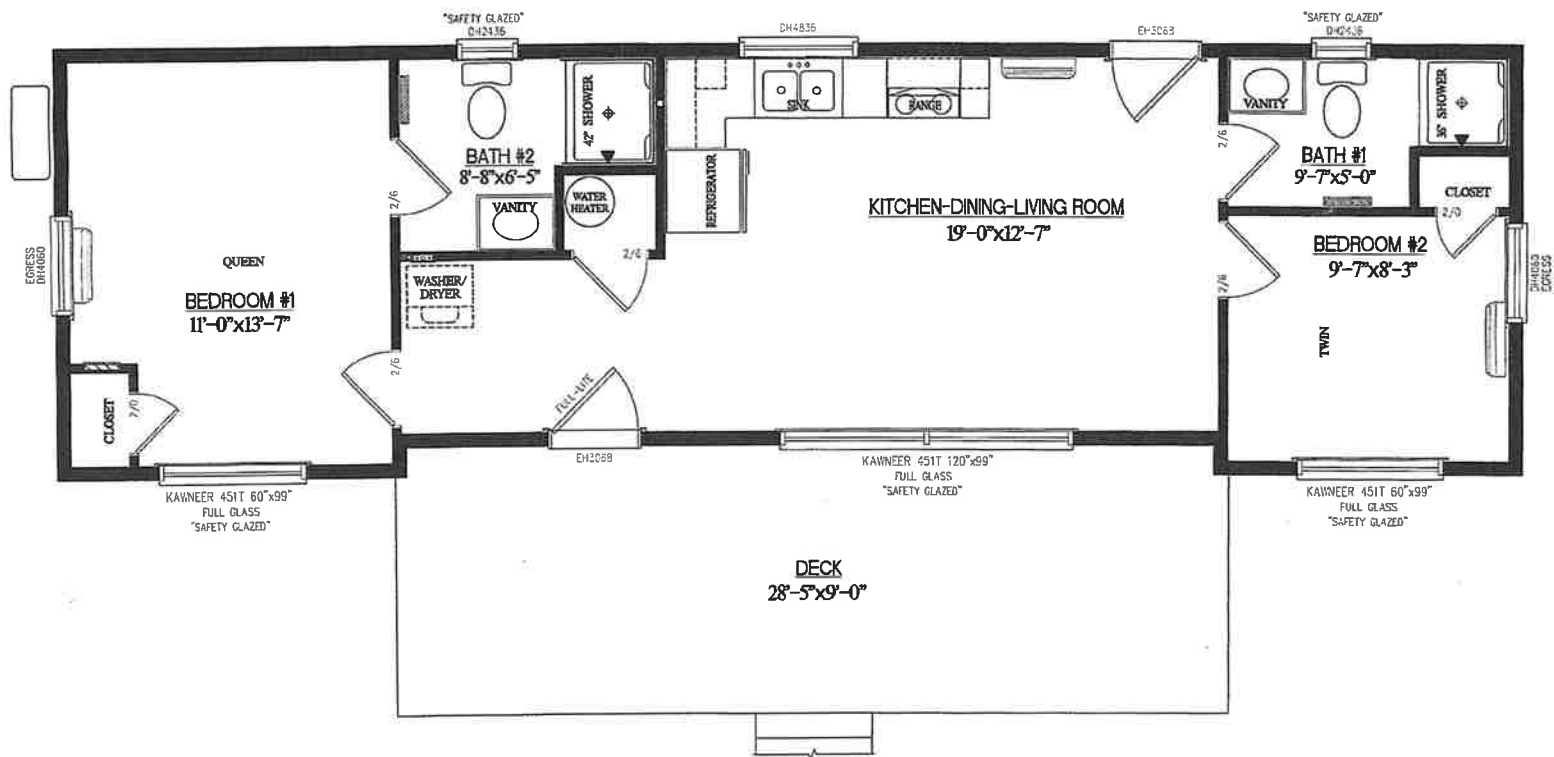 "SAFETY GLAZED"
DH2436
DH4836
EH3068
"SAFETY GLAZED"
DH2436
42" SHOWER
SINK
RANGE
VANITY
36" SHOWER
BATH #2
8'-8"x6'-5"
2/6
BATH #1
9'-7"x5'-0"
2/6
WATER
HEATER
CLOSET
2/0
VANITY
REFRIGERATOR
KITCHEN-DINING-LIVING ROOM
19'-0"x12'-7"
2/6
BEDROOM #2
9'-7"x8'-3"
2/6
EGRESS
DH4060
QUEEN
BEDROOM #1
11'-0"x13'-7"
WASHER/
DRYER
DH4060
EGRESS
TWIN
2/6
FULL-LITE
CLOSET
2/0
EH3068
KAWNEER 451T 120"x99"
FULL GLASS
"SAFETY GLAZED"
KAWNEER 451T 60"x99"
FULL GLASS
"SAFETY GLAZED"
KAWNEER 451T 60"x99"
FULL GLASS
"SAFETY GLAZED"
DECK
28'-5"x9'-0"